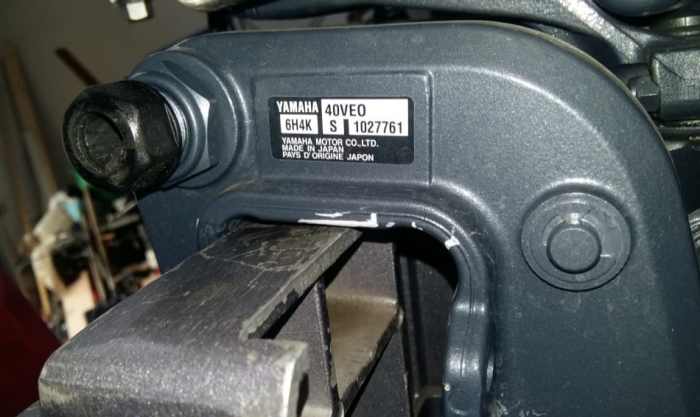 YAMAHA 40VEO
6H4K S 1027761
YAMAHA MOTOR CO.,LTD.
MADE IN JAPAN
PAYS D'ORIGINE JAPON